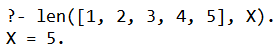 ?- len([1, 2, 3, 4, 5], X).
X = 5.